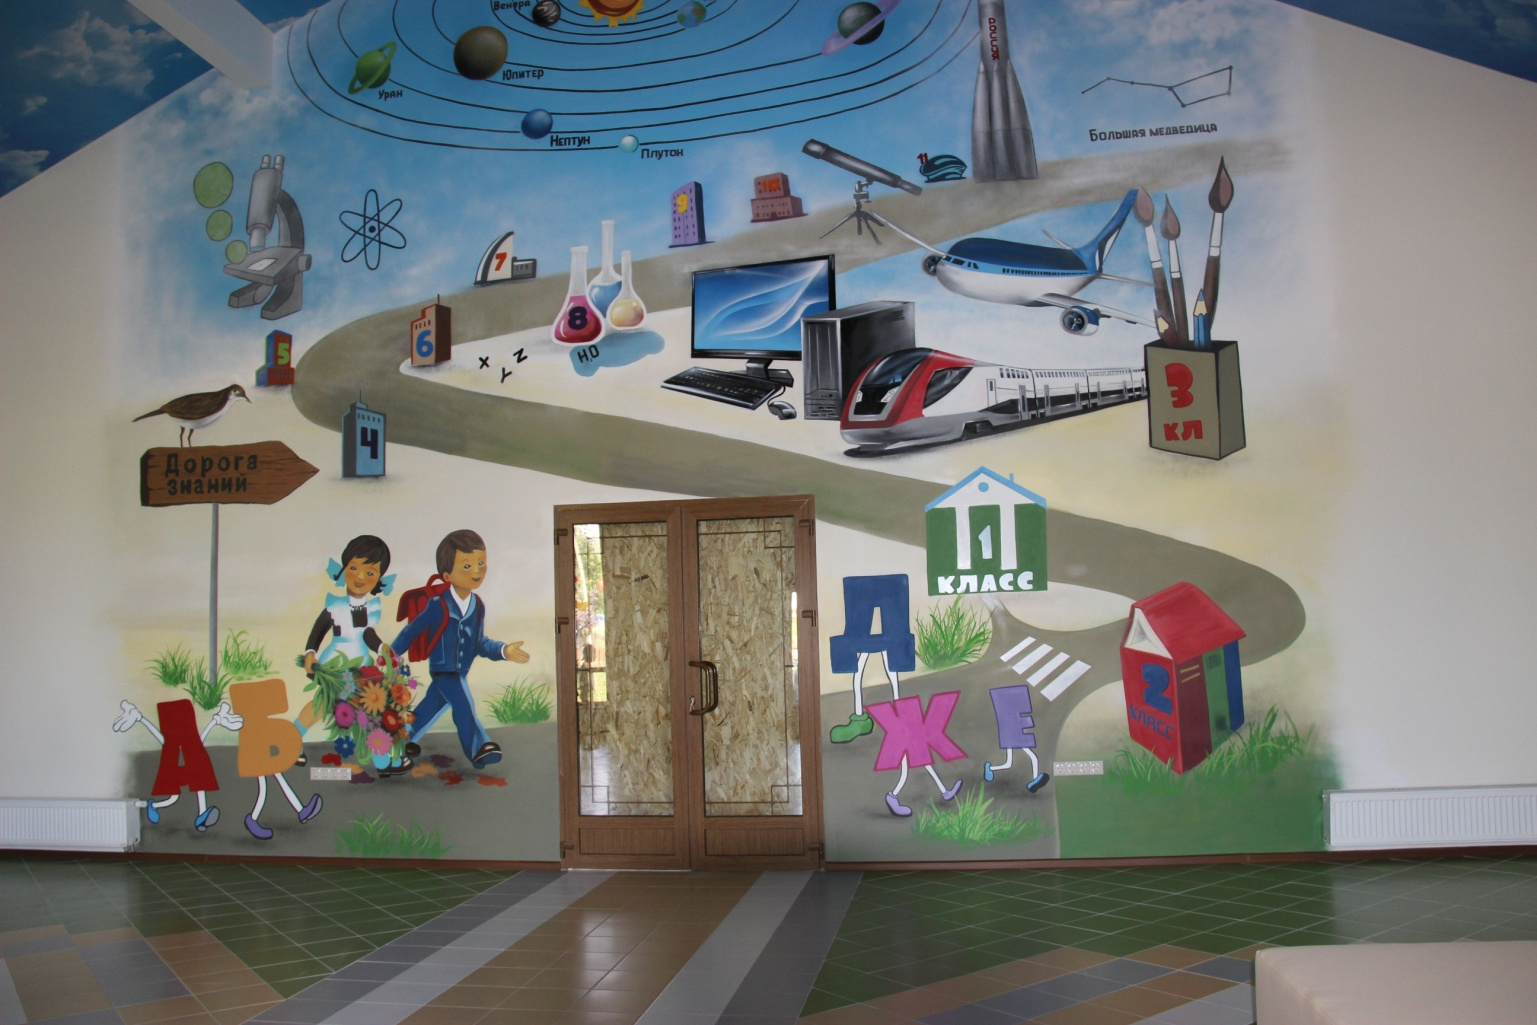 Венера
Юпитер
Уран
Нептун
Плутон
Большая медведица
11
9
7
8
6
5
4
X
Y
Z
H₂O
3
кл
Дорога
знаний
1
класс
2
класс
А
Б
Д
Ж
Е